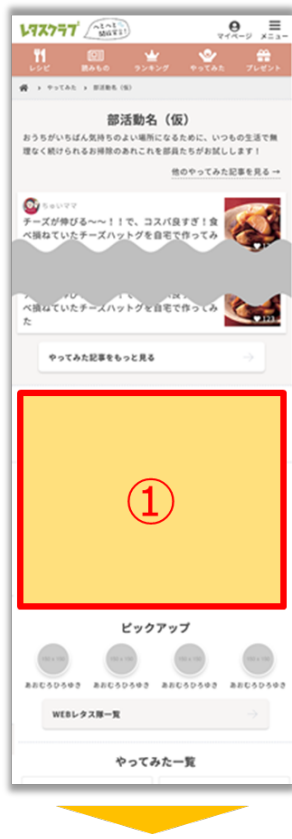 レタスクラブ
へとへと
マイページ
メニュー
レシピ
読みもの
ランキング
やってみた
プレゼント
やってみた › 部活動名（仮）
部活動名（仮）
おうちがいちばん気持ちのよい場所になるために、いつもの生活で無
理なく続けられるお掃除のあれこれを部員たちがお試しします！
他のやってみた記事を見る →
ちゅいママ
チーズが伸びる〜〜！！で、コスパ良すぎ！食
べ損ねていたチーズハットグを自宅で作ってみ
べ損ねていたチーズハットグを自宅で作ってみ
た
123
やってみた記事をもっと見る →
①
ピックアップ
あおむろひろゆき
あおむろひろゆき
あおむろひろゆき
あおむろひろゆき
WEBレタス隊一覧 →
やってみた一覧